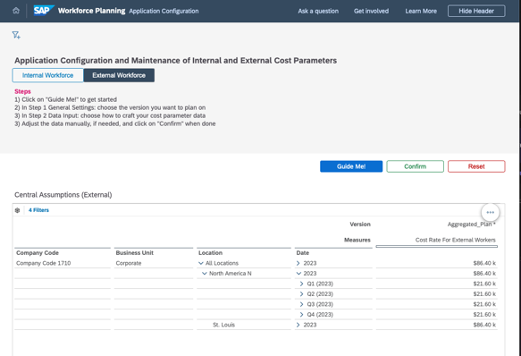 SAP Workforce Planning Application Configuration Ask a question Get involved Learn More Hide Header
Application Configuration and Maintenance of Internal and External Cost Parameters
Internal Workforce External Workforce
Steps
1) Click on "Guide Me!" to get started
2) In Step 1 General Settings: choose the version you want to plan on
3) In Step 2 Data Input: choose how to craft your cost parameter data
3) Adjust the data manually, if needed, and click on "Confirm" when done
Guide Me! Confirm Reset
Central Assumptions (External)
4 Filters
Version Aggregated_Plan *
Measures Cost Rate For External Workers
Company Code Business Unit Location Date
Company Code 1710 Corporate All Locations 2023 $86.40 k
North America N 2023 $86.40 k
Q1 (2023) $21.60 k
Q2 (2023) $21.60 k
Q3 (2023) $21.60 k
Q4 (2023) $21.60 k
St. Louis 2023 $86.40 k